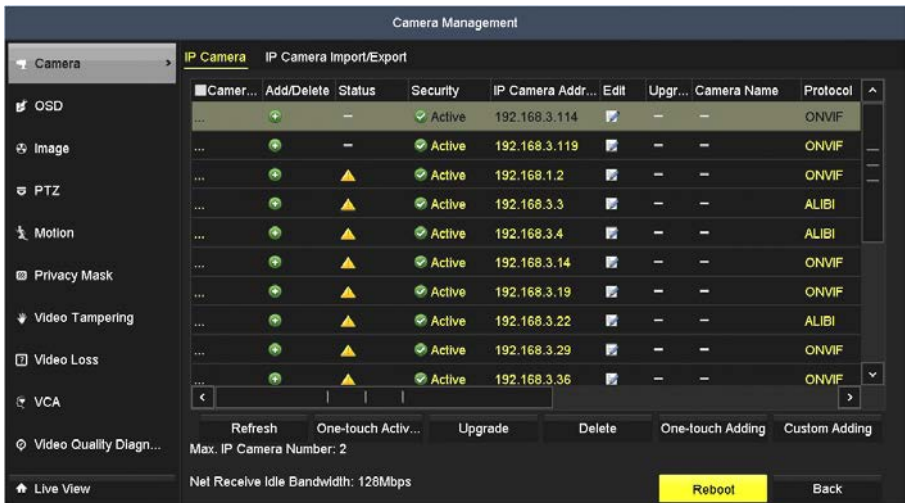 Camera Management
Camera
OSD
Image
PTZ
Motion
Privacy Mask
Video Tampering
Video Loss
VCA
Video Quality Diagn...
Live View
IP Camera IP Camera Import/Export
Camer... Add/Delete Status Security IP Camera Addr... Edit Upgr... Camera Name Protocol
... – Active 192.168.3.114 – – ONVIF
... – Active 192.168.3.119 – – ONVIF
... Active 192.168.1.2 – – ONVIF
... Active 192.168.3.3 – – ALIBI
... Active 192.168.3.4 – – ALIBI
... Active 192.168.3.14 – – ONVIF
... Active 192.168.3.19 – – ONVIF
... Active 192.168.3.22 – – ALIBI
... Active 192.168.3.29 – – ONVIF
... Active 192.168.3.36 – – ONVIF
Refresh One-touch Activ... Upgrade Delete One-touch Adding Custom Adding
Max. IP Camera Number: 2
Net Receive Idle Bandwidth: 128Mbps
Reboot Back